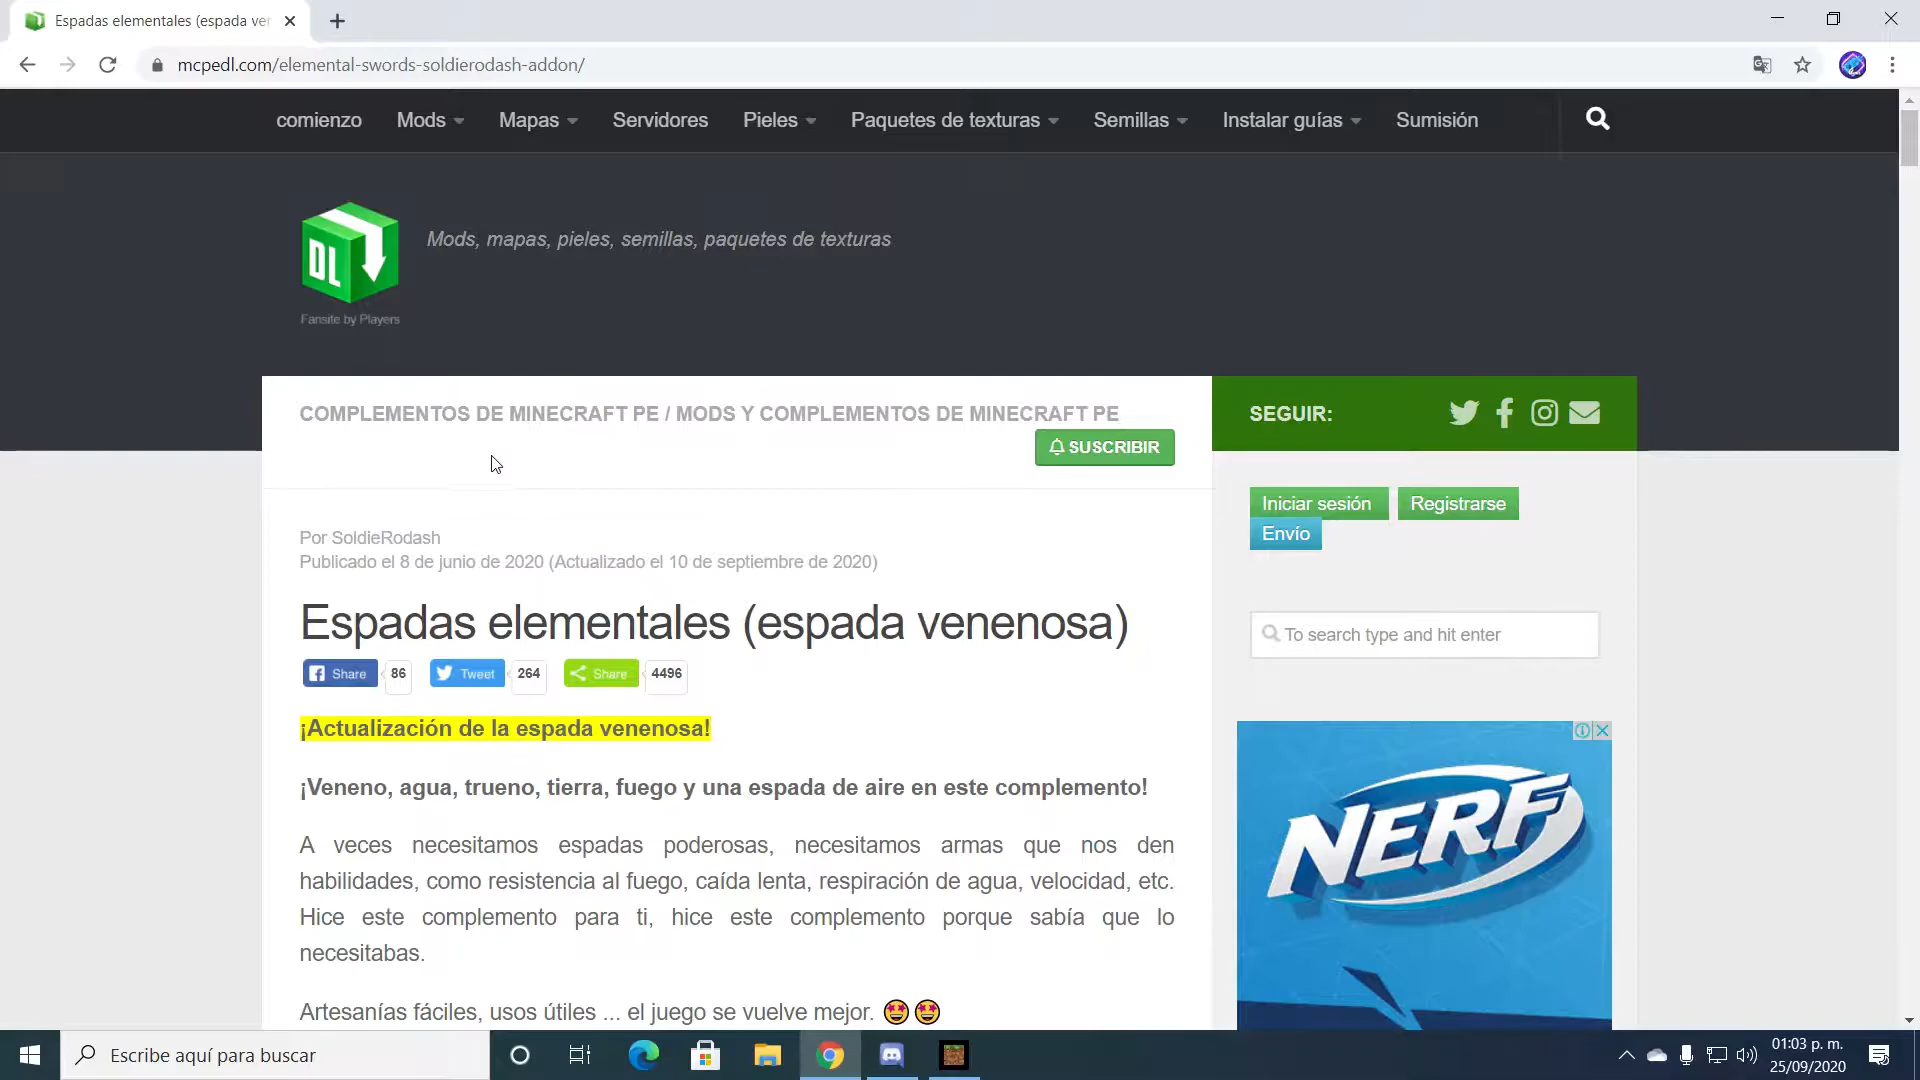 Espadas elementales (espada ver
mcpedl.com/elemental-swords-soldierodash-addon/
comienzo Mods Mapas Servidores Pieles Paquetes de texturas Semillas Instalar guías Sumisión
DL
Mods, mapas, pieles, semillas, paquetes de texturas
Fansite by Players
COMPLEMENTOS DE MINECRAFT PE / MODS Y COMPLEMENTOS DE MINECRAFT PE
SUSCRIBIR
SEGUIR:
Iniciar sesión Registrarse
Envío
Por SoldieRodash
Publicado el 8 de junio de 2020 (Actualizado el 10 de septiembre de 2020)
Espadas elementales (espada venenosa)
Share 86 Tweet 264 Share 4496
To search type and hit enter
¡Actualización de la espada venenosa!
¡Veneno, agua, trueno, tierra, fuego y una espada de aire en este complemento!
A veces necesitamos espadas poderosas, necesitamos armas que nos den
habilidades, como resistencia al fuego, caída lenta, respiración de agua, velocidad, etc.
Hice este complemento para ti, hice este complemento porque sabía que lo
necesitabas.
Artesanías fáciles, usos útiles ... el juego se vuelve mejor. 🤩🤩
NERF
Escribe aquí para buscar
01:03 p. m.
25/09/2020